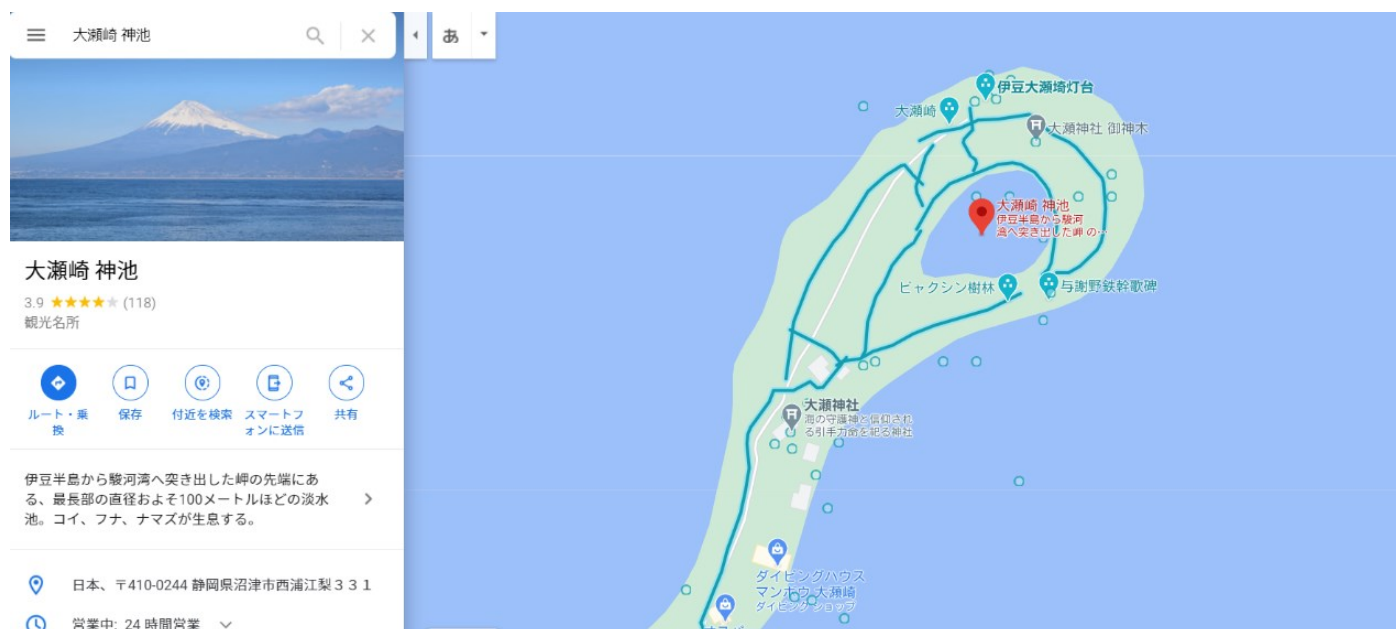 大瀬崎 神池
あ
大瀬崎 神池
3.9
(118)
観光名所
ルート・乗
換
保存
付近を検索
スマートフ
ォンに送信
共有
伊豆半島から駿河湾へ突き出した岬の先端にあ
る、最長部の直径およそ100メートルほどの淡水
池。コイ、フナ、ナマズが生息する。
日本、〒410-0244 静岡県沼津市西浦江梨３３１
営業中: 24 時間営業
伊豆大瀬埼灯台
大瀬崎
大瀬神社 御神木
大瀬崎 神池
伊豆半島から駿河
湾へ突き出した岬 の…
ビャクシン樹林
与謝野鉄幹歌碑
大瀬神社
海の守護神と信仰され
る引手力命を祀る神社
ダイビングハウス
マンボウ 大瀬崎
ダイビング ショップ